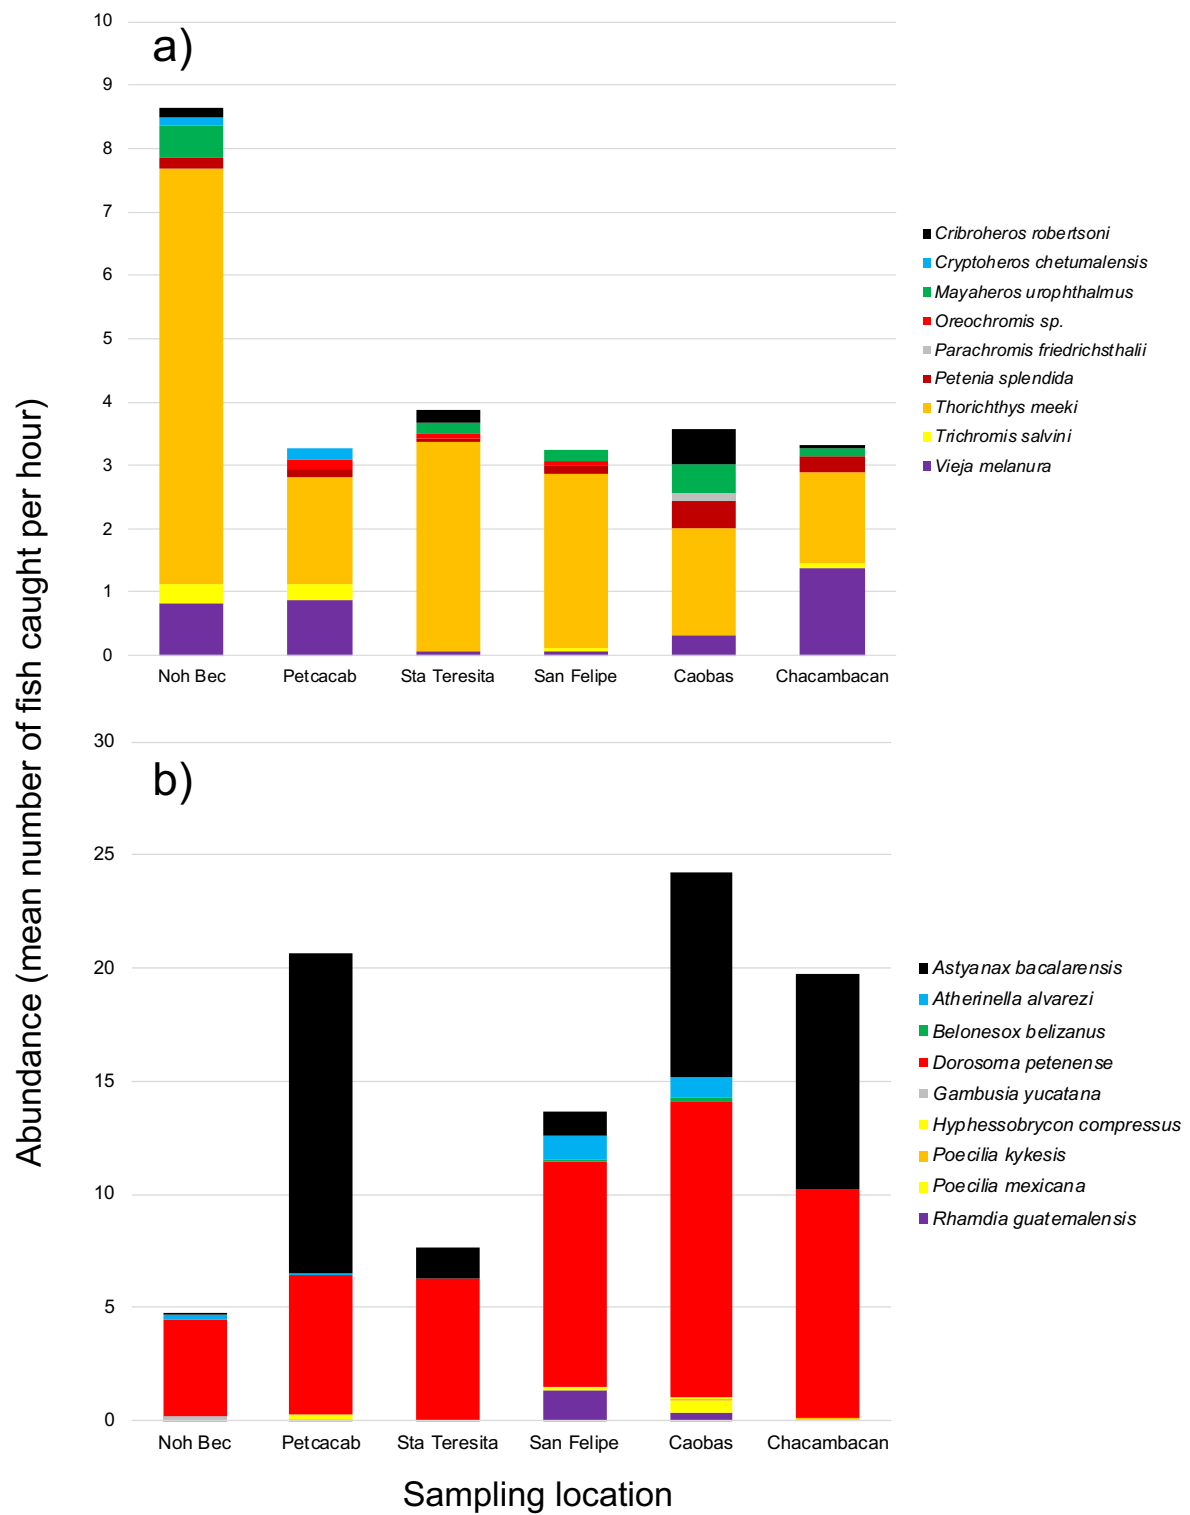 Abundance (mean number of fish caught per hour)
a)
10
9
8
7
6
5
4
3
2
1
0
Noh Bec Petcacab Sta Teresita San Felipe Caobas Chacambacan
Cribroheros robertsoni
Cryptoheros chetumalensis
Mayaheros urophthalmus
Oreochromis sp.
Parachromis friedrichsthalii
Petenia splendida
Thorichthys meeki
Trichromis salvini
Vieja melanura
b)
30
25
20
15
10
5
0
Noh Bec Petcacab Sta Teresita San Felipe Caobas Chacambacan
Astyanax bacalarensis
Atherinella alvarezi
Belonesox belizanus
Dorosoma petenense
Gambusia yucatana
Hyphessobrycon compressus
Poecilia kykesis
Poecilia mexicana
Rhamdia guatemalensis
Sampling location